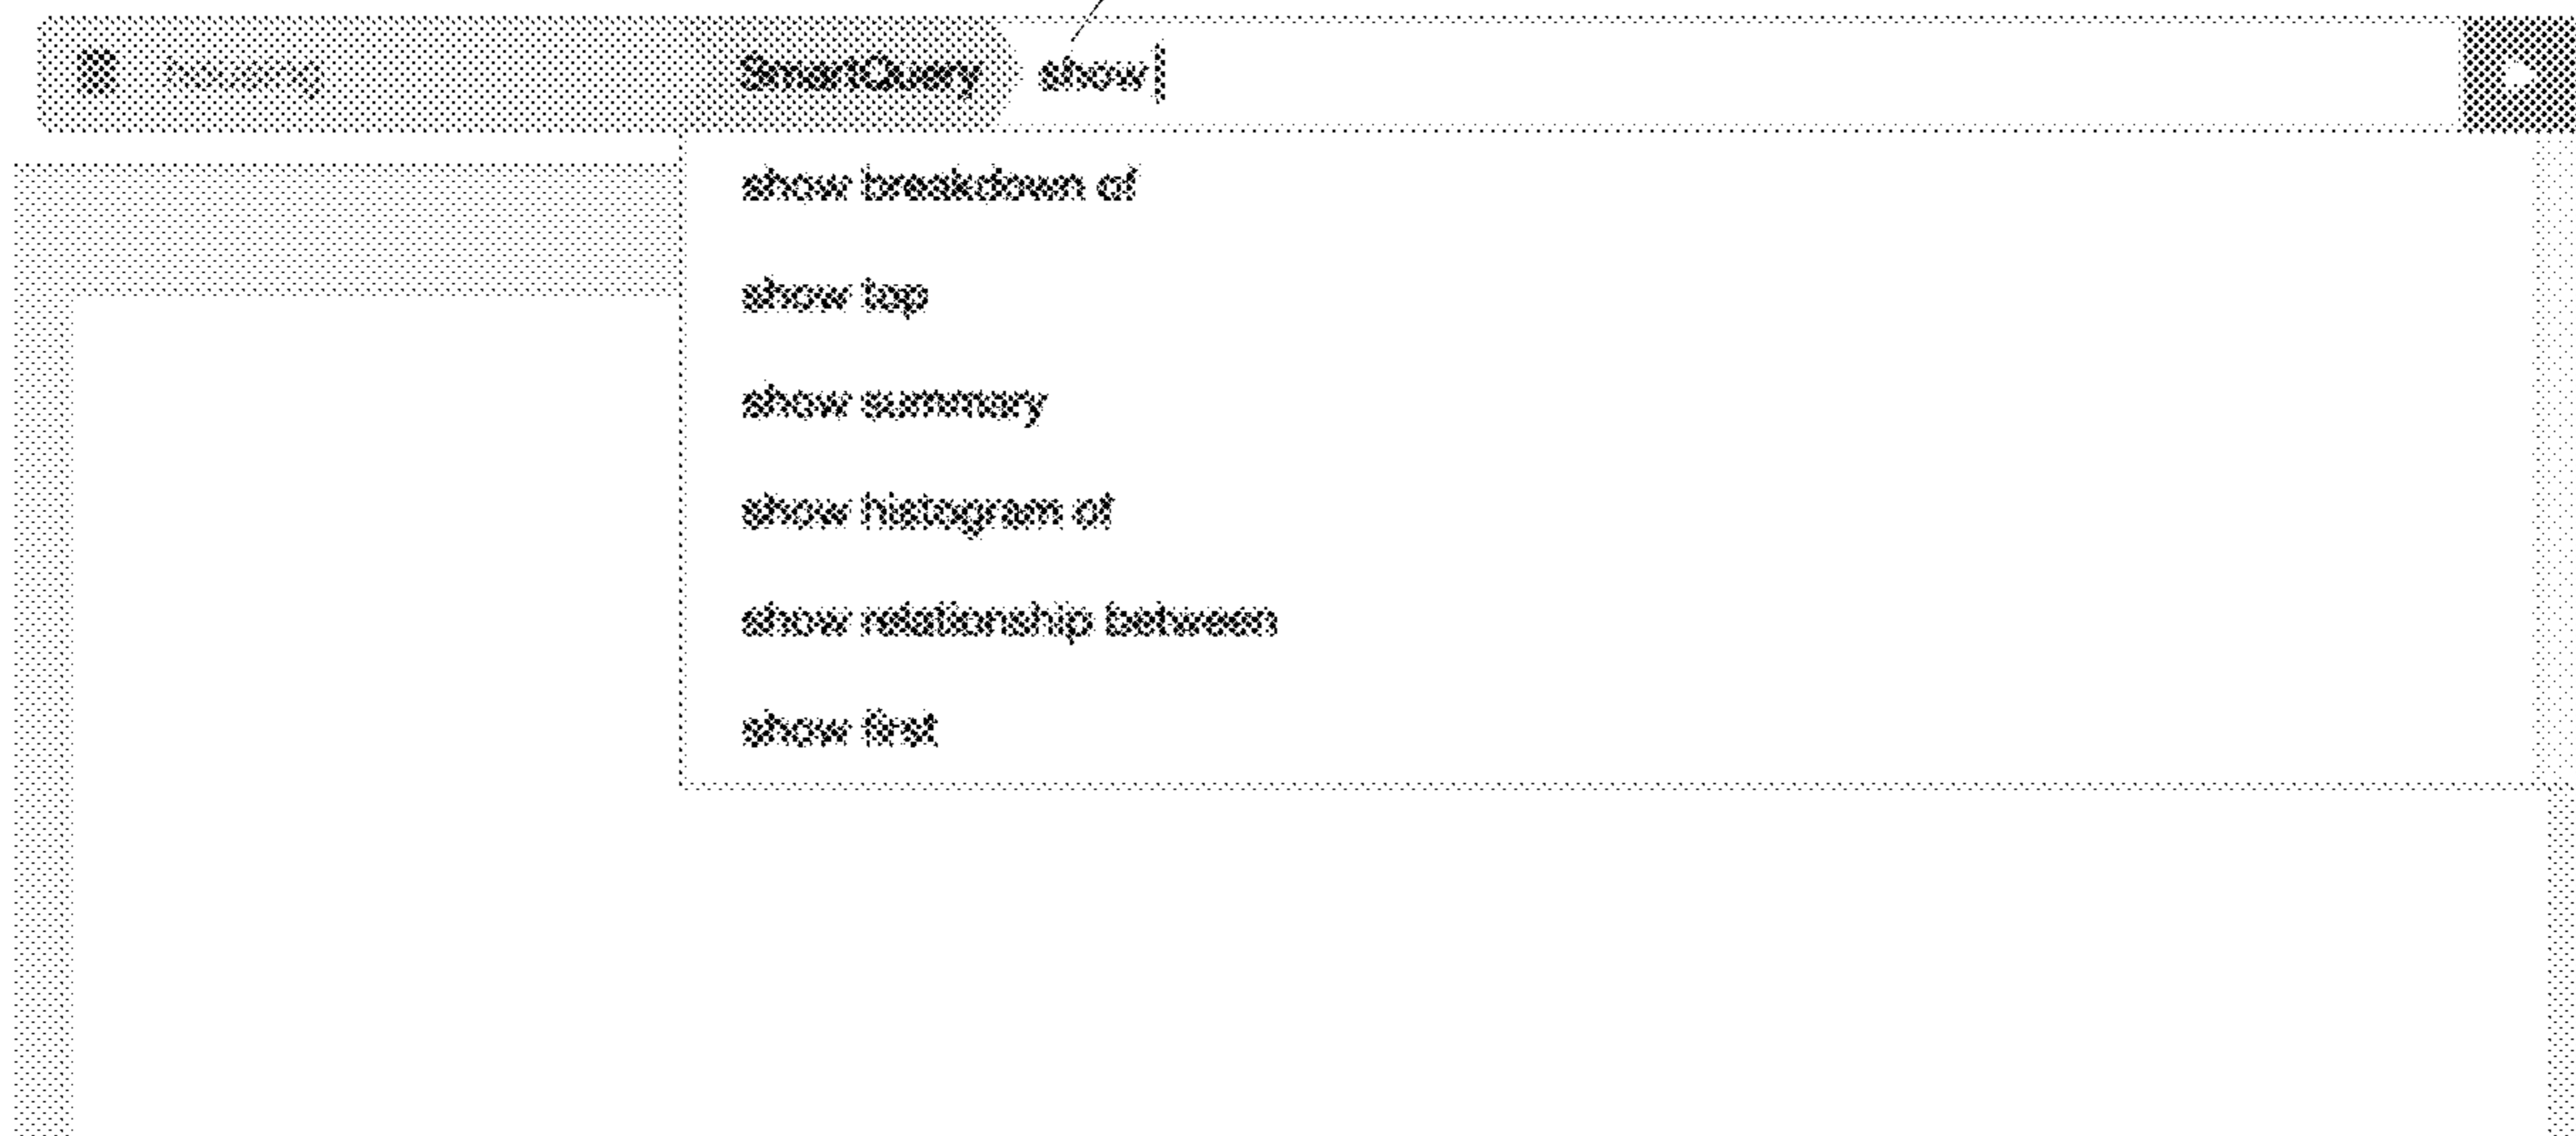 SmartQuery show
show breakdown of
show top
show summary
show histogram of
show relationship between
show first